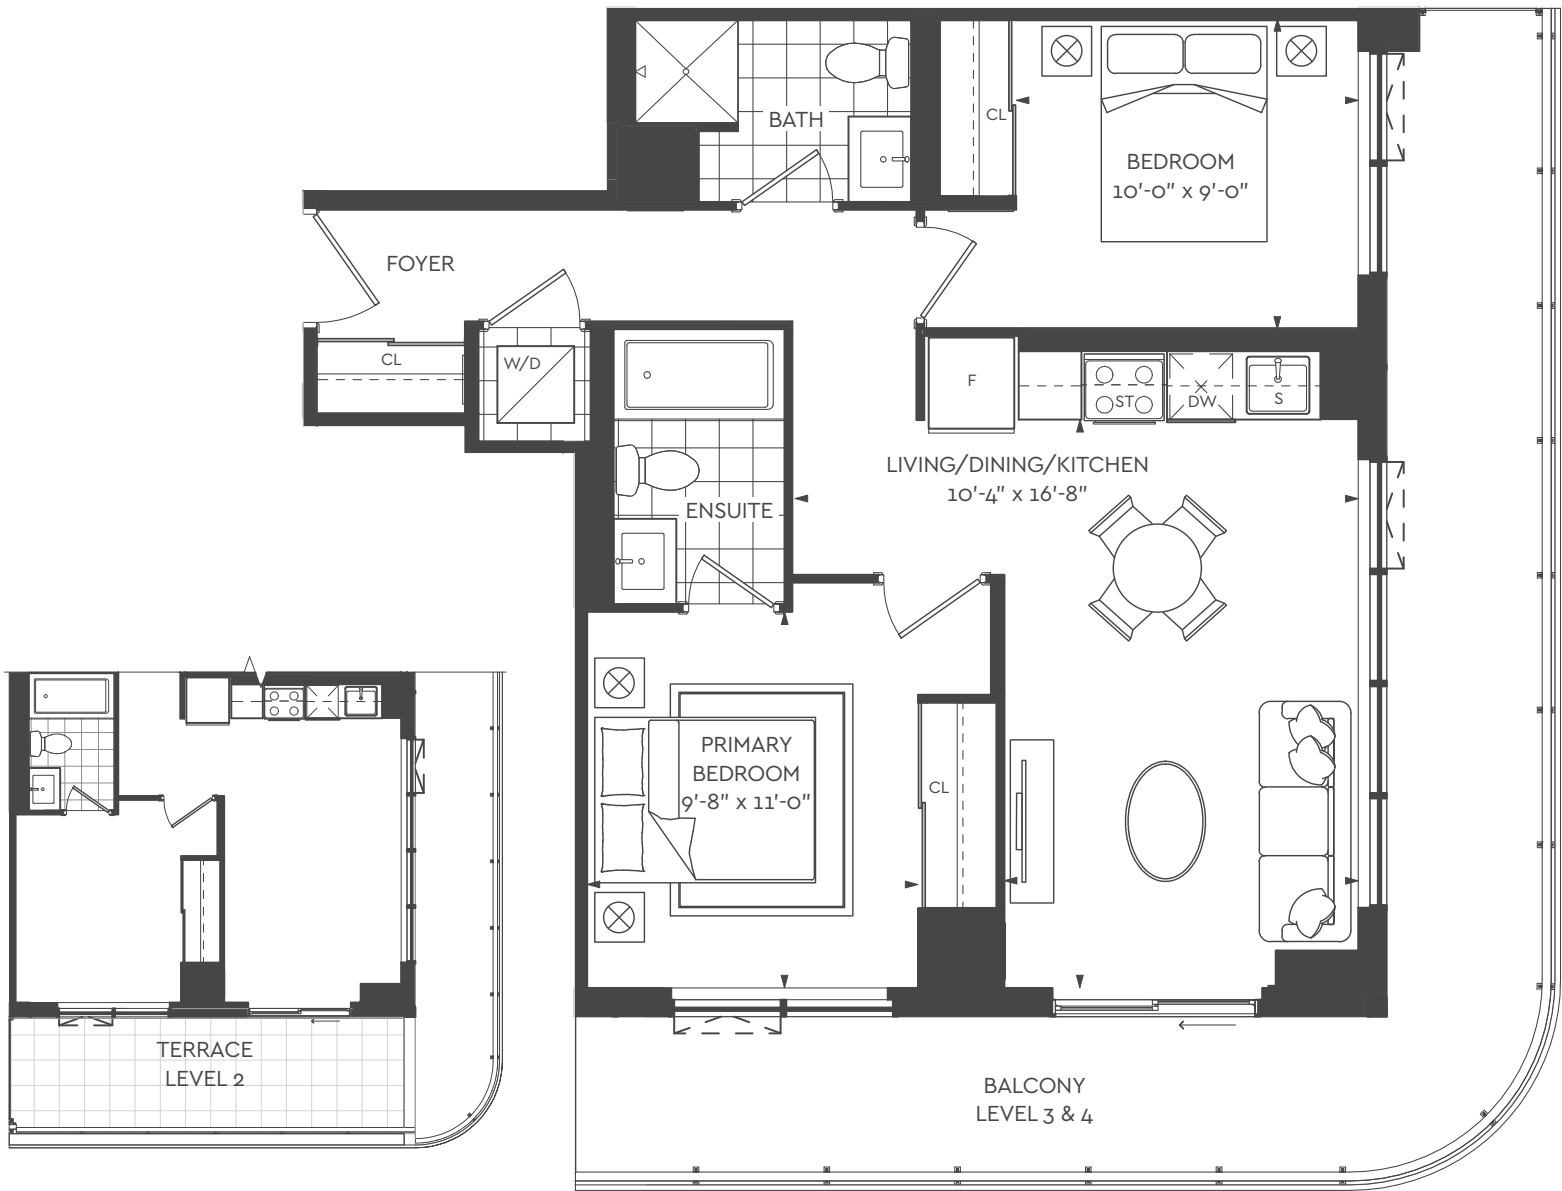 BATH
CL
BEDROOM
10'-0" x 9'-0"
FOYER
CL
W/D
F
ST
DW
S
LIVING/DINING/KITCHEN
10'-4" x 16'-8"
ENSUITE
PRIMARY
BEDROOM
9'-8" x 11'-0"
CL
TERRACE
LEVEL 2
BALCONY
LEVEL 3 & 4